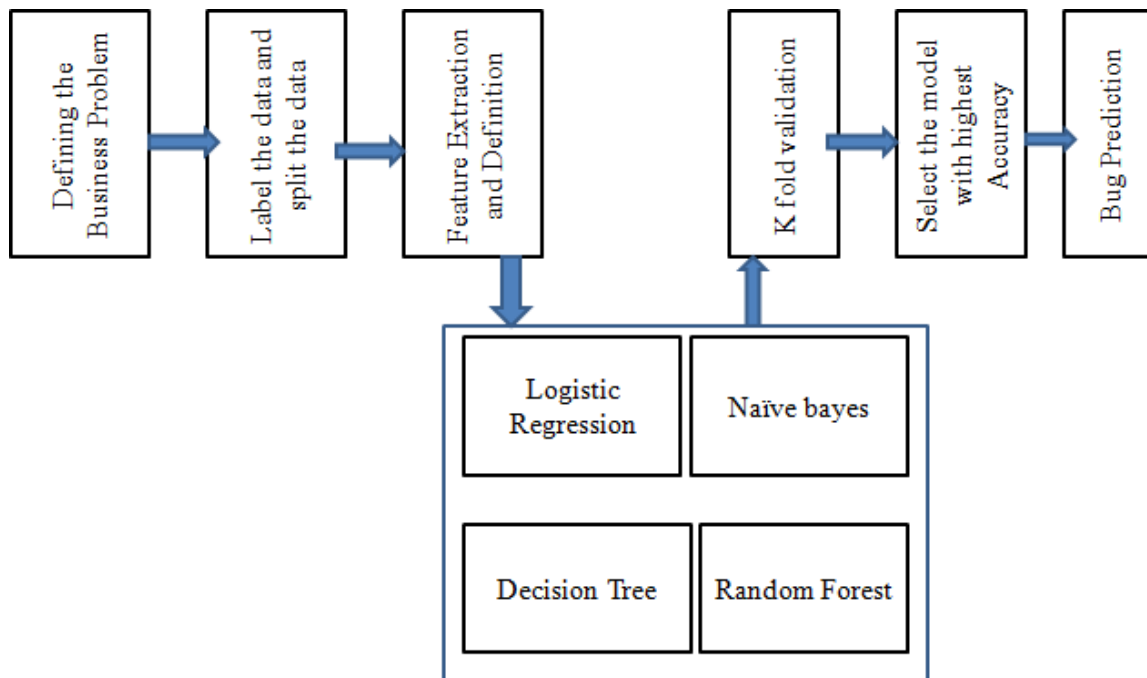 Defining the
Business Problem
Label the data and
split the data
Feature Extraction
and Definition
Logistic
Regression
Naïve bayes
Decision Tree
Random Forest
K fold validation
Select the model
with highest
Accuracy
Bug Prediction